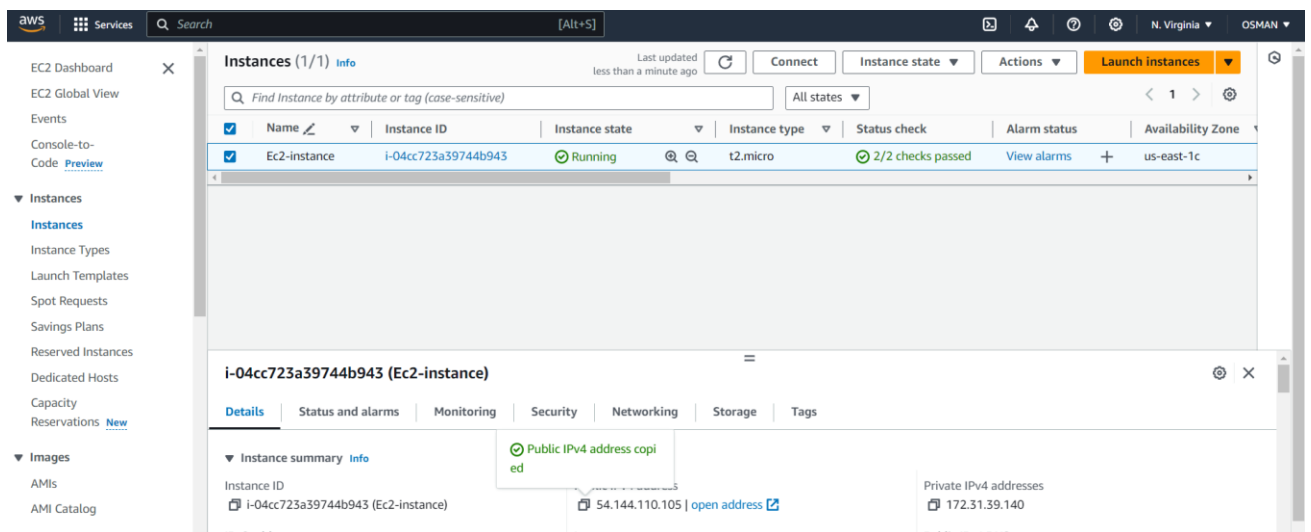 aws Services Search [Alt+S] N. Virginia OSMAN
EC2 Dashboard
EC2 Global View
Events
Console-to-
Code Preview
Instances
Instances
Instance Types
Launch Templates
Spot Requests
Savings Plans
Reserved Instances
Dedicated Hosts
Capacity
Reservations New
Images
AMIs
AMI Catalog
Instances (1/1) Info
Last updated
less than a minute ago
Connect Instance state Actions Launch instances
Find Instance by attribute or tag (case-sensitive) All states 1
Name Instance ID Instance state Instance type Status check Alarm status Availability Zone
Ec2-instance i-04cc723a39744b943 Running t2.micro 2/2 checks passed View alarms us-east-1c
i-04cc723a39744b943 (Ec2-instance)
Details Status and alarms Monitoring Security Networking Storage Tags
Public IPv4 address copi
ed
Instance summary Info
Instance ID
i-04cc723a39744b943 (Ec2-instance)
54.144.110.105 | open address
Private IPv4 addresses
172.31.39.140